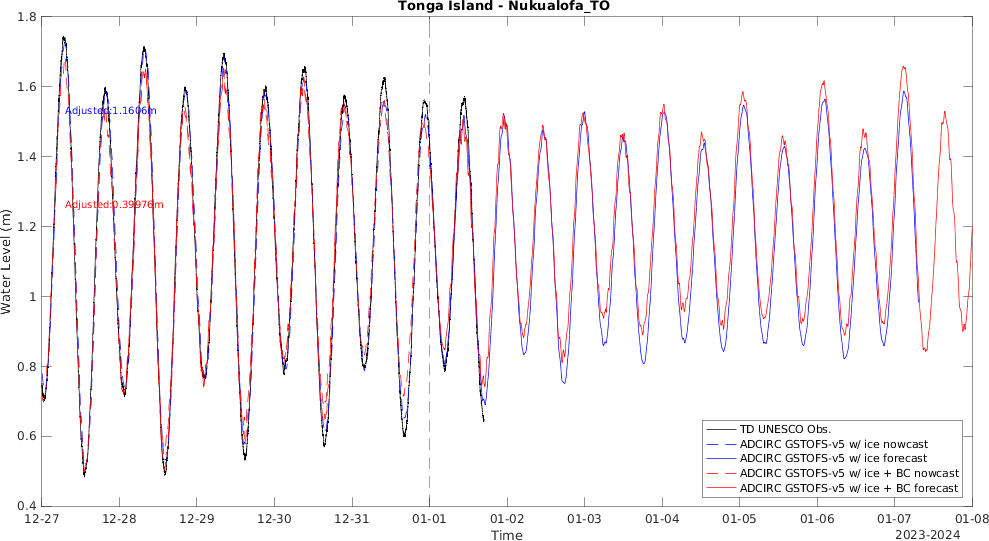 Tonga Island - Nukualofa_TO
1.8
1.6
1.4
1.2
1
0.8
0.6
0.4
Water Level (m)
Adjusted:1.1606m
Adjusted:0.39976m
TD UNESCO Obs.
ADCIRC GSTOFS-v5 w/ ice nowcast
ADCIRC GSTOFS-v5 w/ ice forecast
ADCIRC GSTOFS-v5 w/ ice + BC nowcast
ADCIRC GSTOFS-v5 w/ ice + BC forecast
12-27 12-28 12-29 12-30 12-31 01-01 01-02 01-03 01-04 01-05 01-06 01-07 01-08
Time
2023-2024